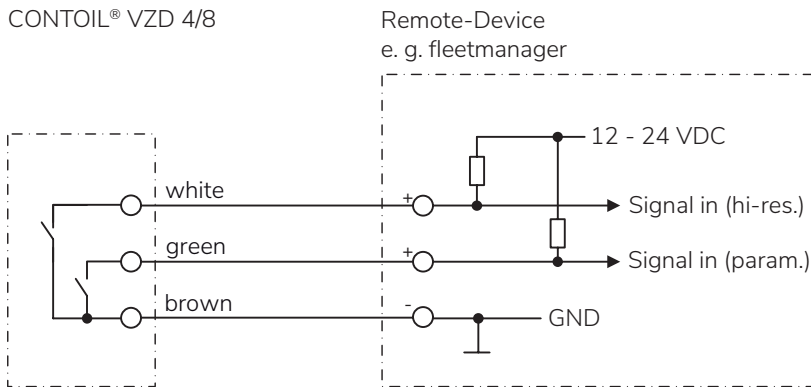 CONTOIL® VZD 4/8
Remote-Device
e. g. fleetmanager
12 - 24 VDC
white
+
Signal in (hi-res.)
green
+
Signal in (param.)
brown
-
GND